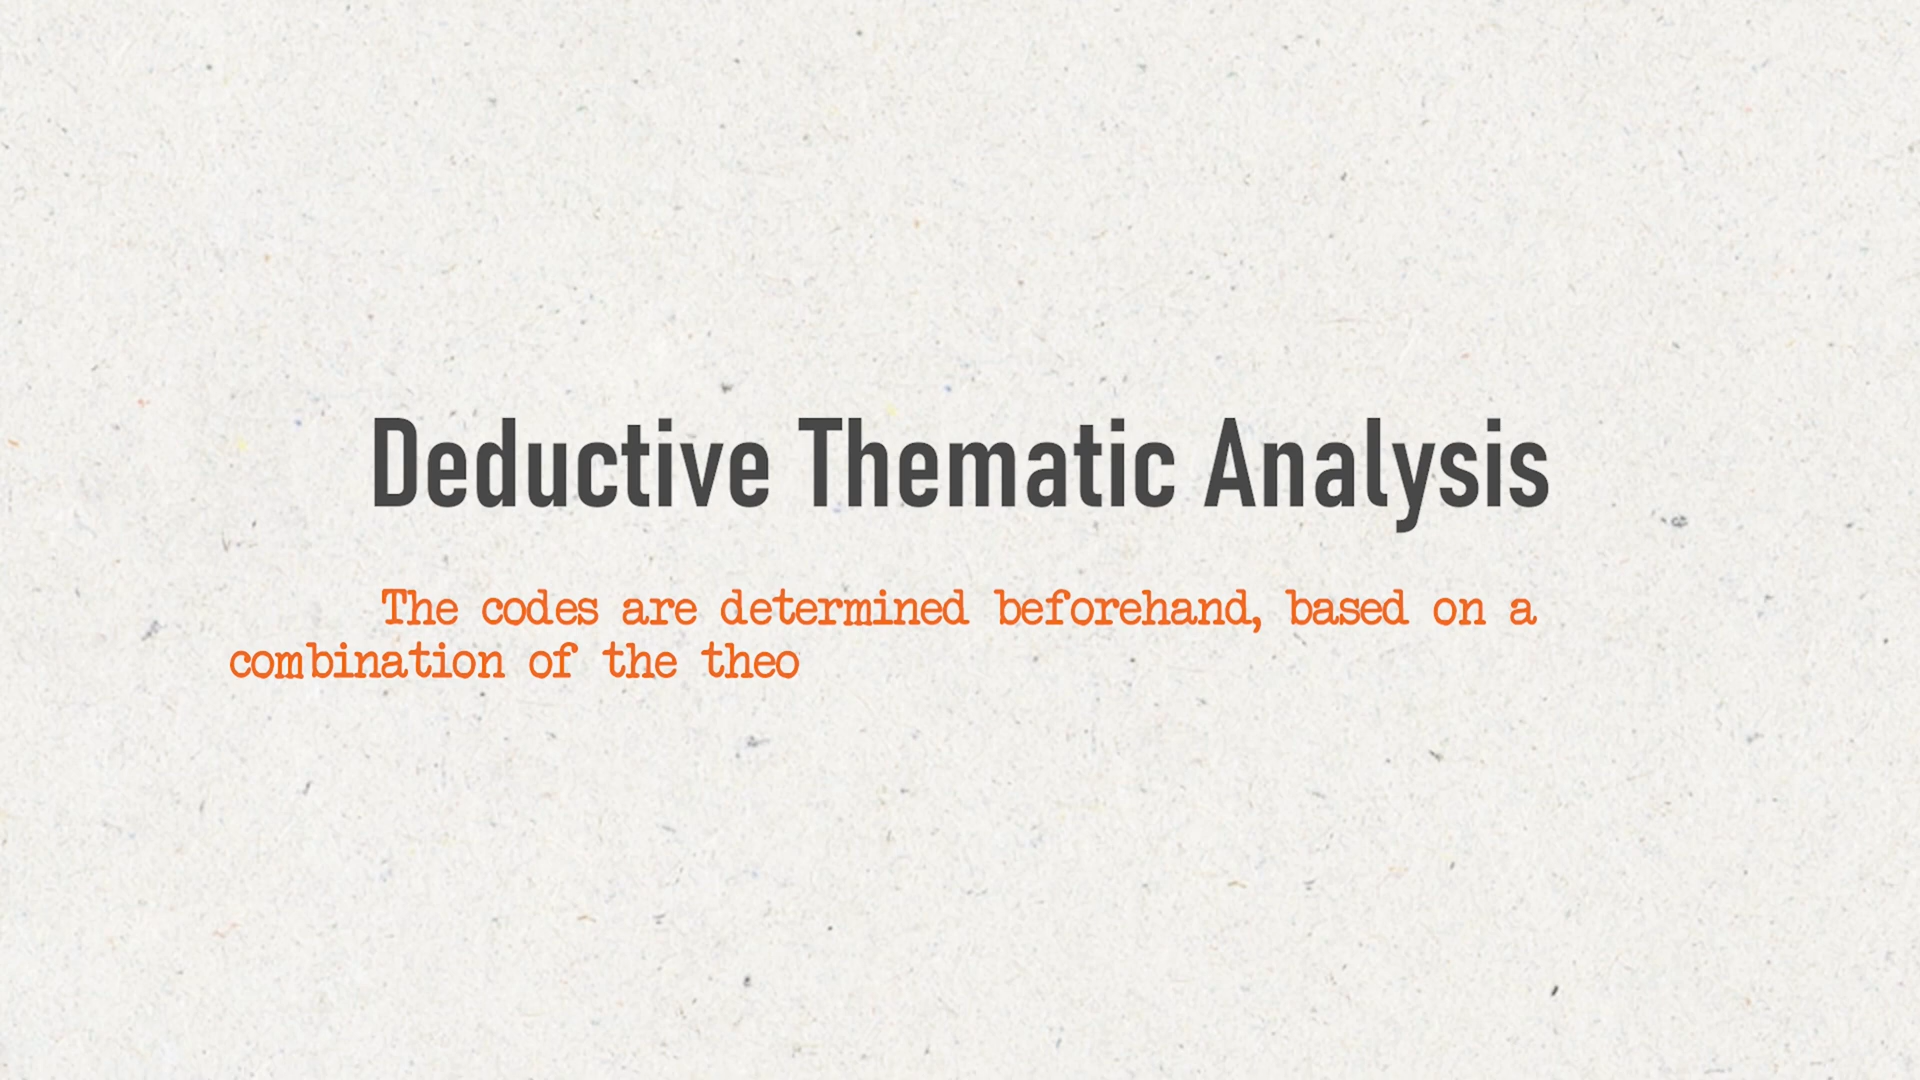 Deductive Thematic Analysis
The codes are determined beforehand, based on a
combination of the theo